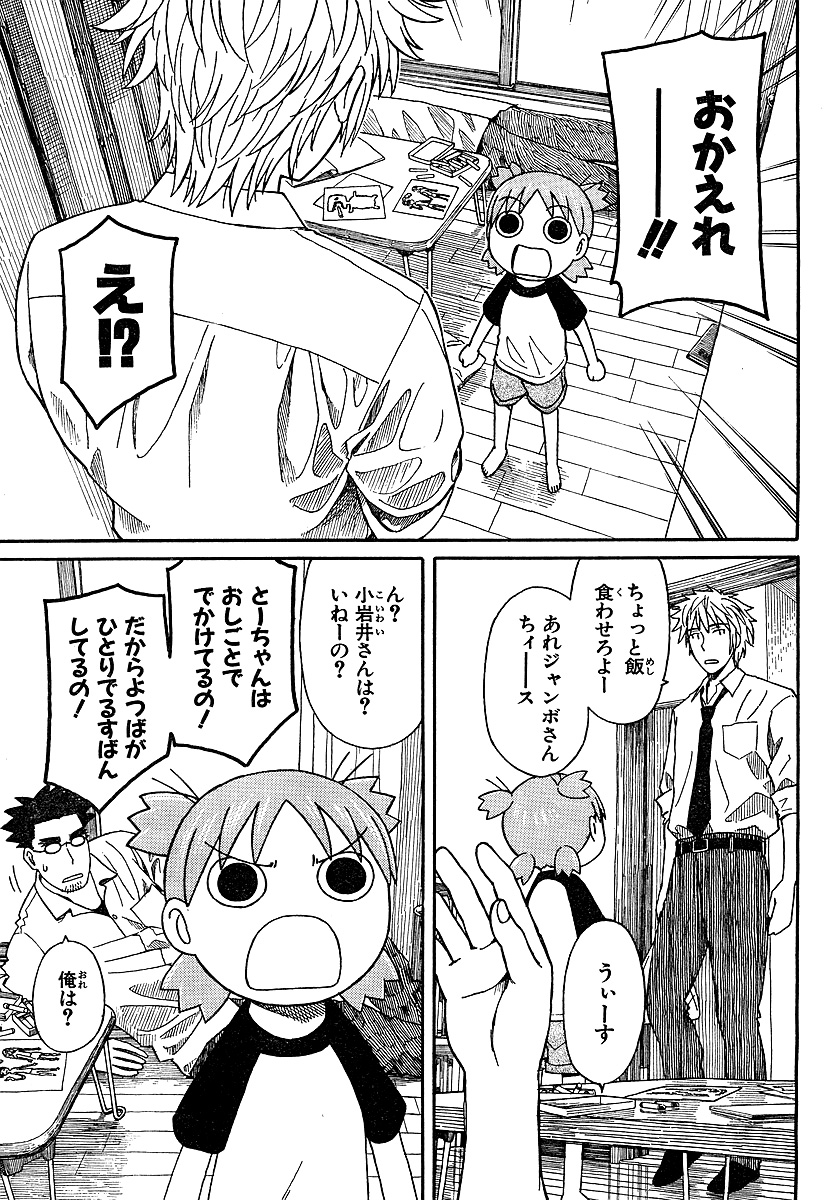 おかえれ
ーー!!
え!?
ちょっと飯
食わせろよー
あれジャンボさん
ちィーース
うぃーす
ん?
小岩井さんは?
いねーの?
とーちゃんは
おしごとで
でかけてるの!
だからよつばが
ひとりでるすばん
してるの!
俺は?